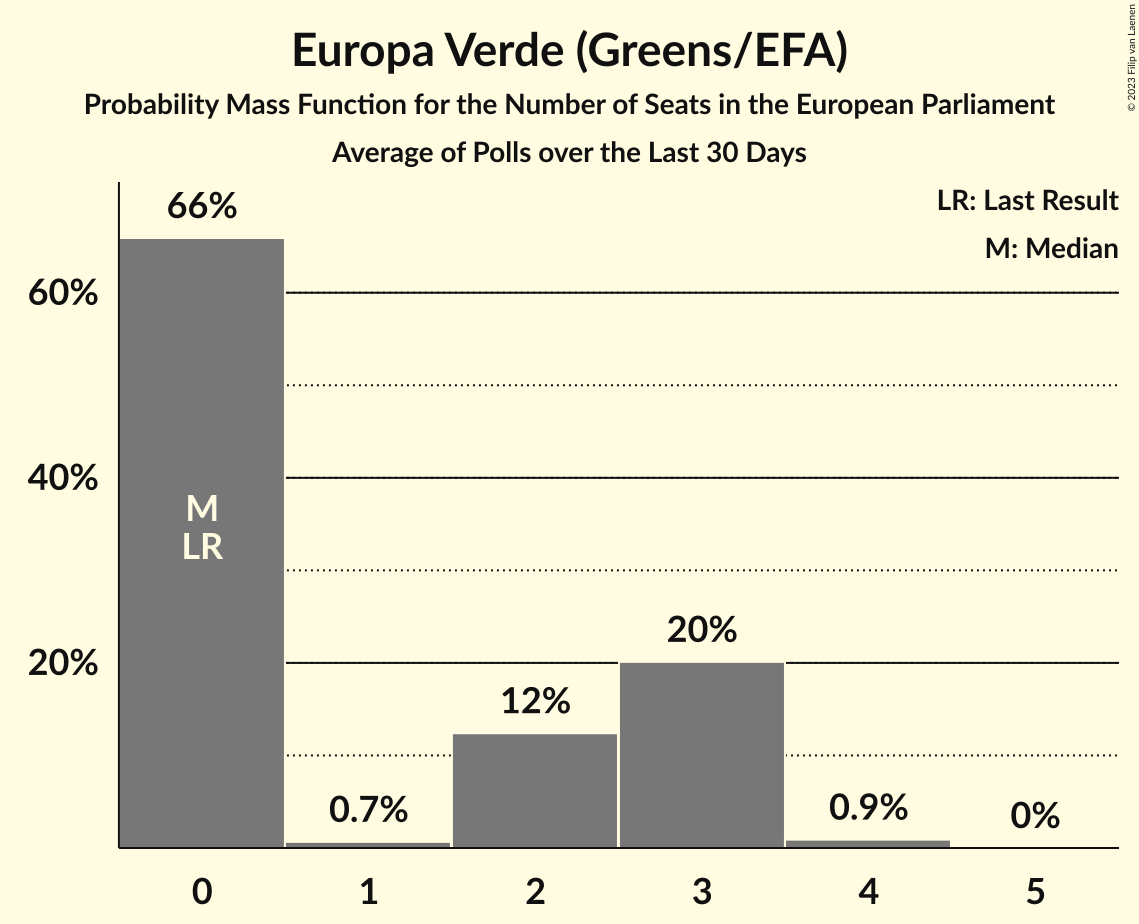 Europa Verde (Greens/EFA)
Probability Mass Function for the Number of Seats in the European Parliament
Average of Polls over the Last 30 Days
© 2023 Filip van Laenen
LR: Last Result
M: Median
66%
60%
40%
20%
M
LR
0.7%
12%
20%
0.9%
0%
0 1 2 3 4 5